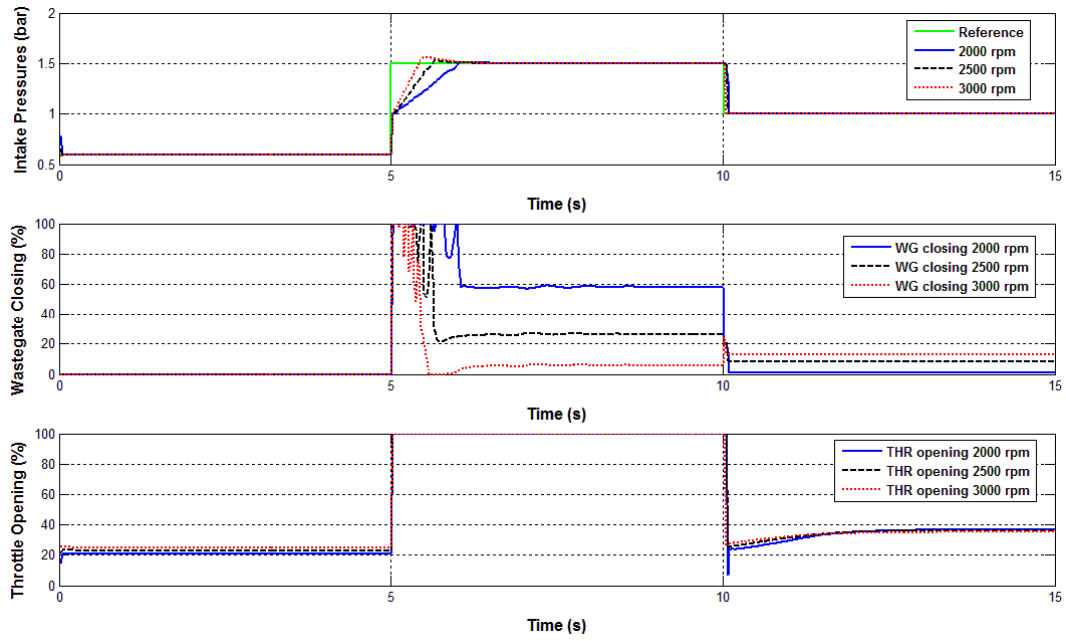 Intake Pressures (bar)
2
1.5
1
0.5
0
5
10
15
Time (s)
Reference
2000 rpm
2500 rpm
3000 rpm
Wastegate Closing (%)
100
80
60
40
20
0
0
5
10
15
Time (s)
WG closing 2000 rpm
WG closing 2500 rpm
WG closing 3000 rpm
Throttle Opening (%)
100
80
60
40
20
0
0
5
10
15
Time (s)
THR opening 2000 rpm
THR opening 2500 rpm
THR opening 3000 rpm